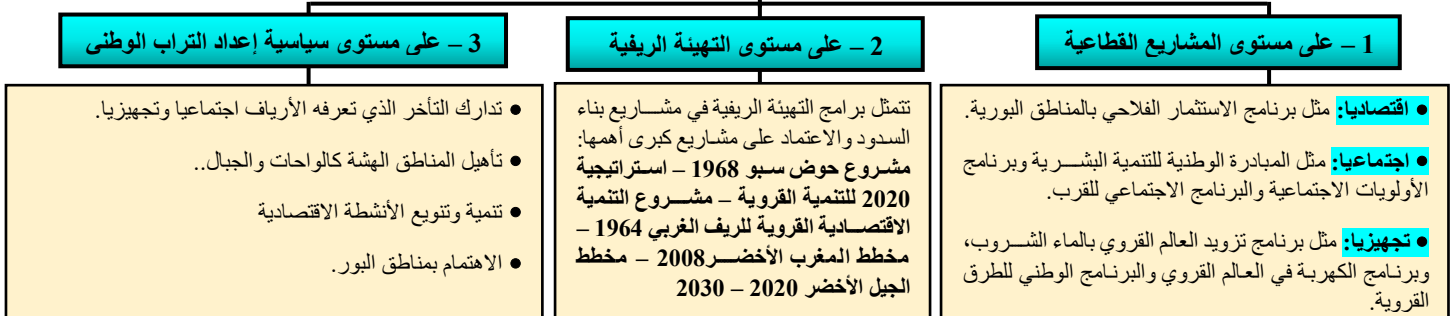 1 – على مستوى المشاريع القطاعية
● اقتصاديا: مثل برنامج الاستثمار الفلاحي بالمناطق البورية.
● اجتماعيا: مثل المبادرة الوطنية للتنمية البشرية وبرنامج
الأولويات الاجتماعية والبرنامج الاجتماعي للقرب.
● تجهيزيا: مثل برنامج تزويد العالم القروي بالماء الشروب،
وبرنامج الكهربة في العالم القروي والبرنامج الوطني للطرق
القروية.
2 – على مستوى التهيئة الريفية
تتمثل برامج التهيئة الريفية في مشاريع بناء
السدود والاعتماد على مشاريع كبرى أهمها:
مشروع حوض سبو 1968 – استراتيجية
2020 للتنمية القروية – مشروع التنمية
الاقتصادية القروية للريف الغربي 1964 –
مخطط المغرب الأخضر2008 – مخطط
الجيل الأخضر 2020 – 2030
3 – على مستوى سياسية إعداد التراب الوطني
● تدارك التأخر الذي تعرفه الأرياف اجتماعيا وتجهيزيا.
● تأهيل المناطق الهشة كالواحات والجبال..
● تنمية وتنويع الأنشطة الاقتصادية
● الاهتمام بمناطق البور.